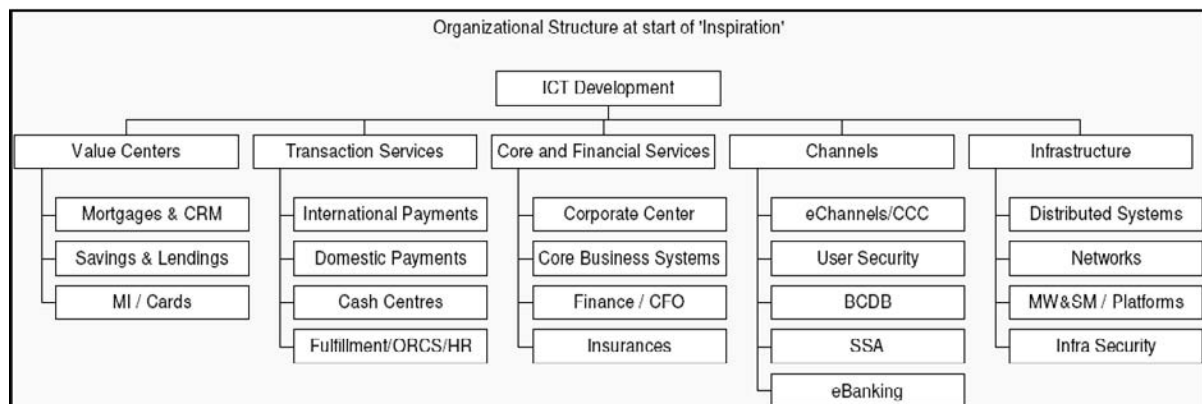 Organizational Structure at start of 'Inspiration'
ICT Development
Value Centers
Transaction Services
Core and Financial Services
Channels
Infrastructure
Mortgages & CRM
International Payments
Corporate Center
eChannels/CCC
Distributed Systems
Savings & Lendings
Domestic Payments
Core Business Systems
User Security
Networks
MI / Cards
Cash Centres
Finance / CFO
BCDB
MW&SM / Platforms
Fulfillment/ORCS/HR
Insurances
SSA
Infra Security
eBanking